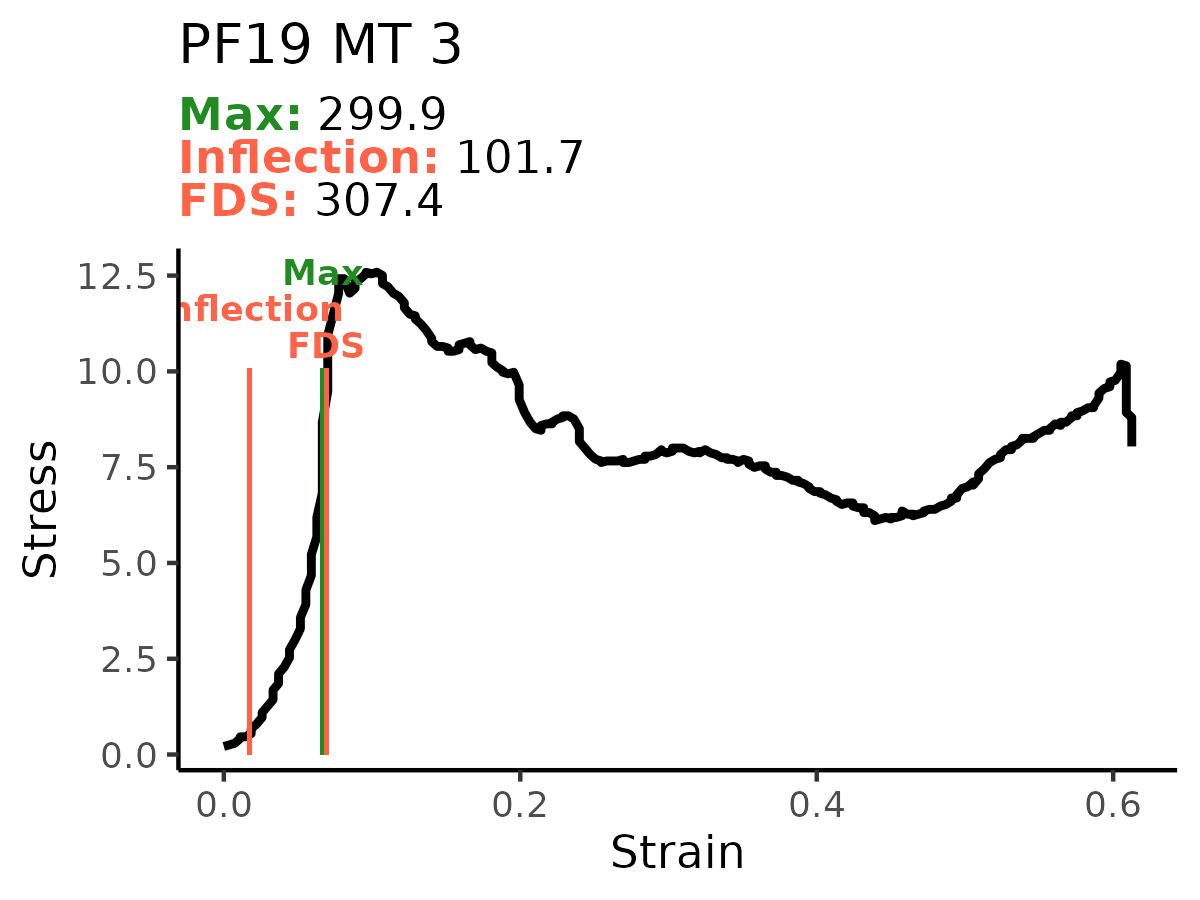 PF19 MT 3
Max: 299.9
Inflection: 101.7
FDS: 307.4
Max
nflection
FDS
12.5
10.0
7.5
5.0
2.5
0.0
Stress
0.0 0.2 0.4 0.6
Strain